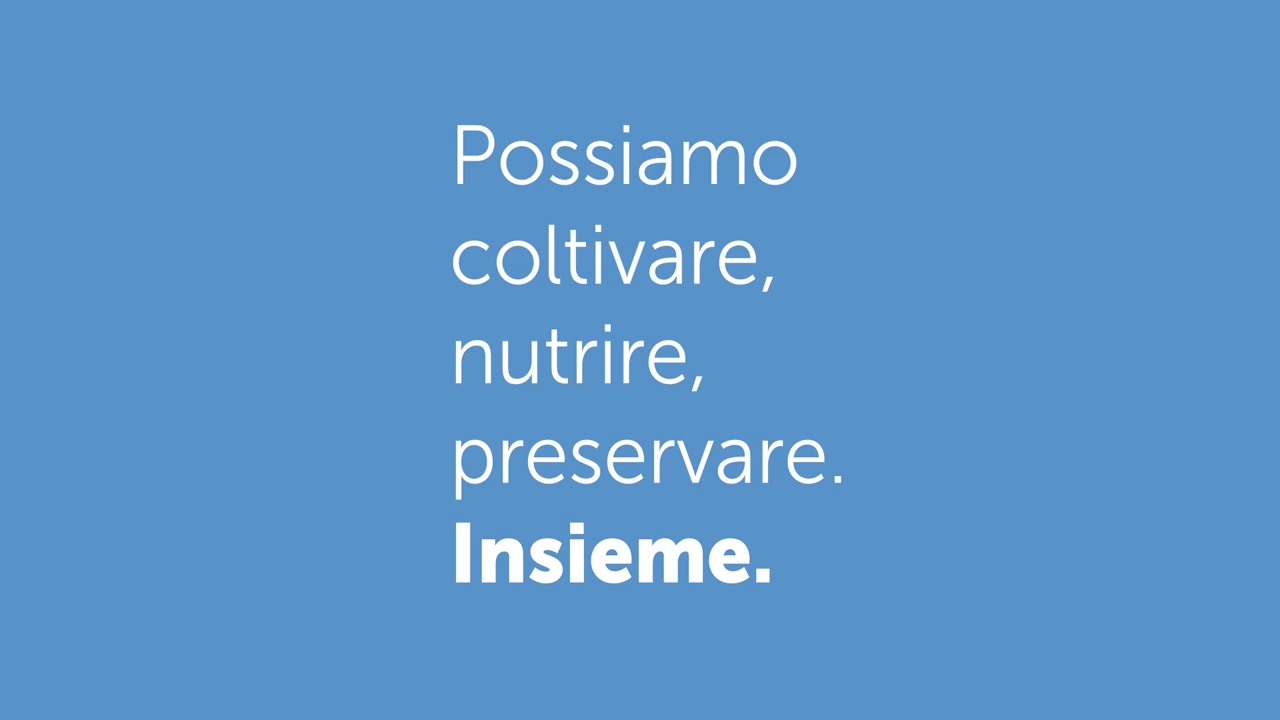 Possiamo
coltivare,
nutrire,
preservare.
Insieme.